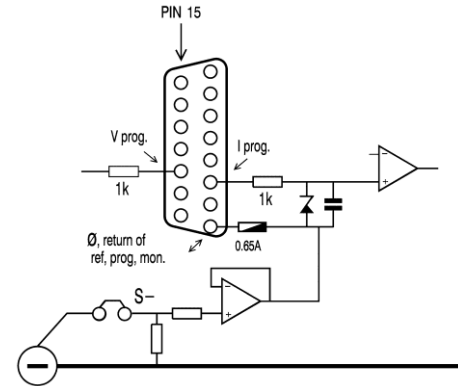 PIN 15
V prog.
I prog.
1k
1k
Ø, return of
ref, prog, mon.
0.65A
S−
−
+
−
+
−